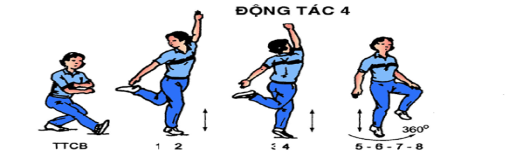 ĐỘNG TÁC 4
360°
TTCB 1 2 3 4 5 - 6 - 7 - 8